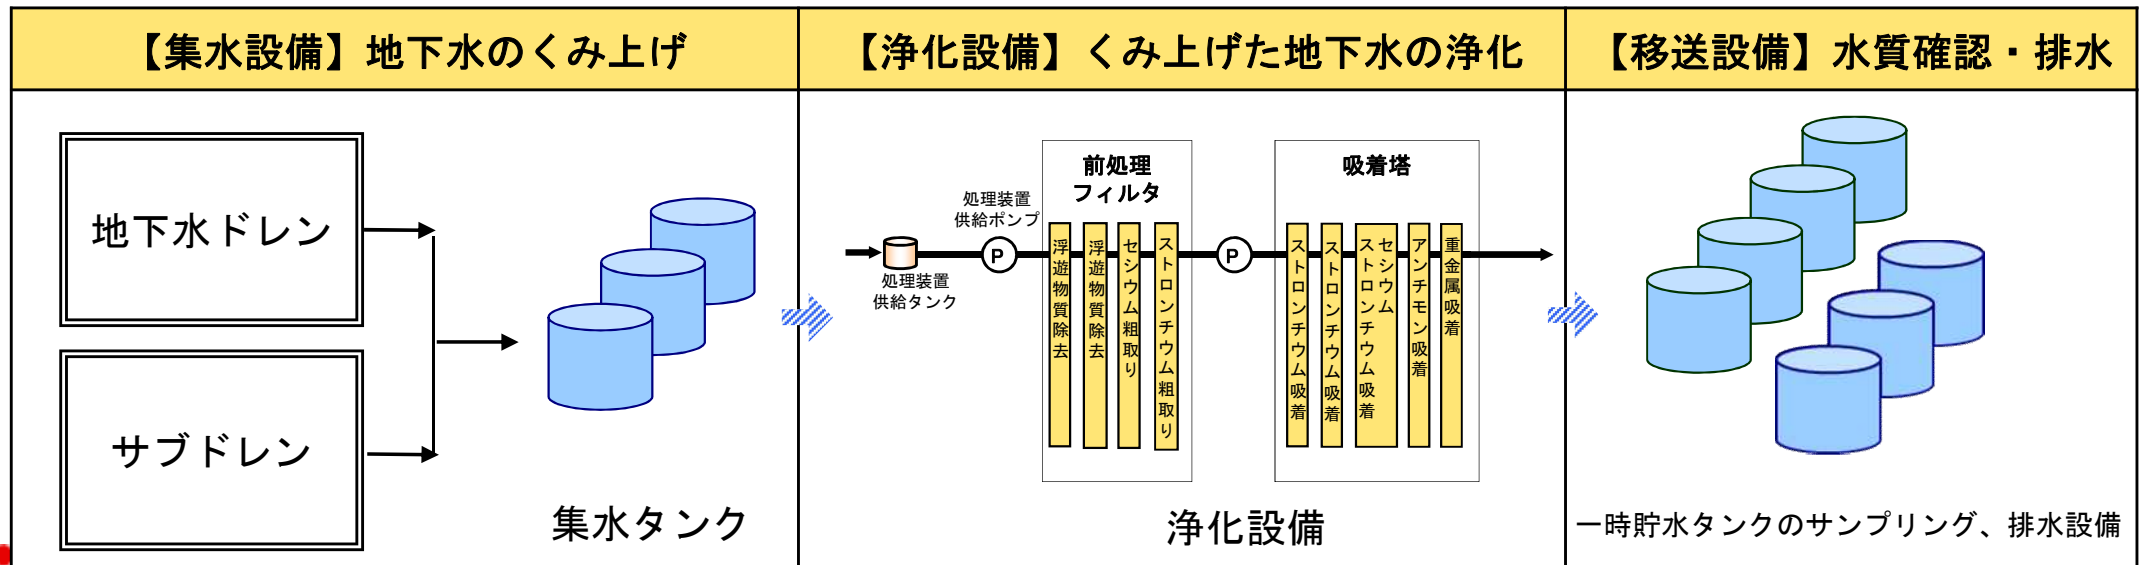 【集水設備】地下水のくみ上げ
【浄化設備】くみ上げた地下水の浄化
【移送設備】水質確認・排水
地下水ドレン
サブドレン
集水タンク
処理装置
供給タンク
処理装置
供給ポンプ
P
前処理
フィルタ
浮遊物質除去
浮遊物質除去
セシウム粗取り
ストロンチウム粗取り
P
吸着塔
ストロンチウム吸着
ストロンチウム吸着
セシウム
ストロンチウム吸着
アンチモン吸着
重金属吸着
浄化設備
一時貯水タンクのサンプリング、排水設備